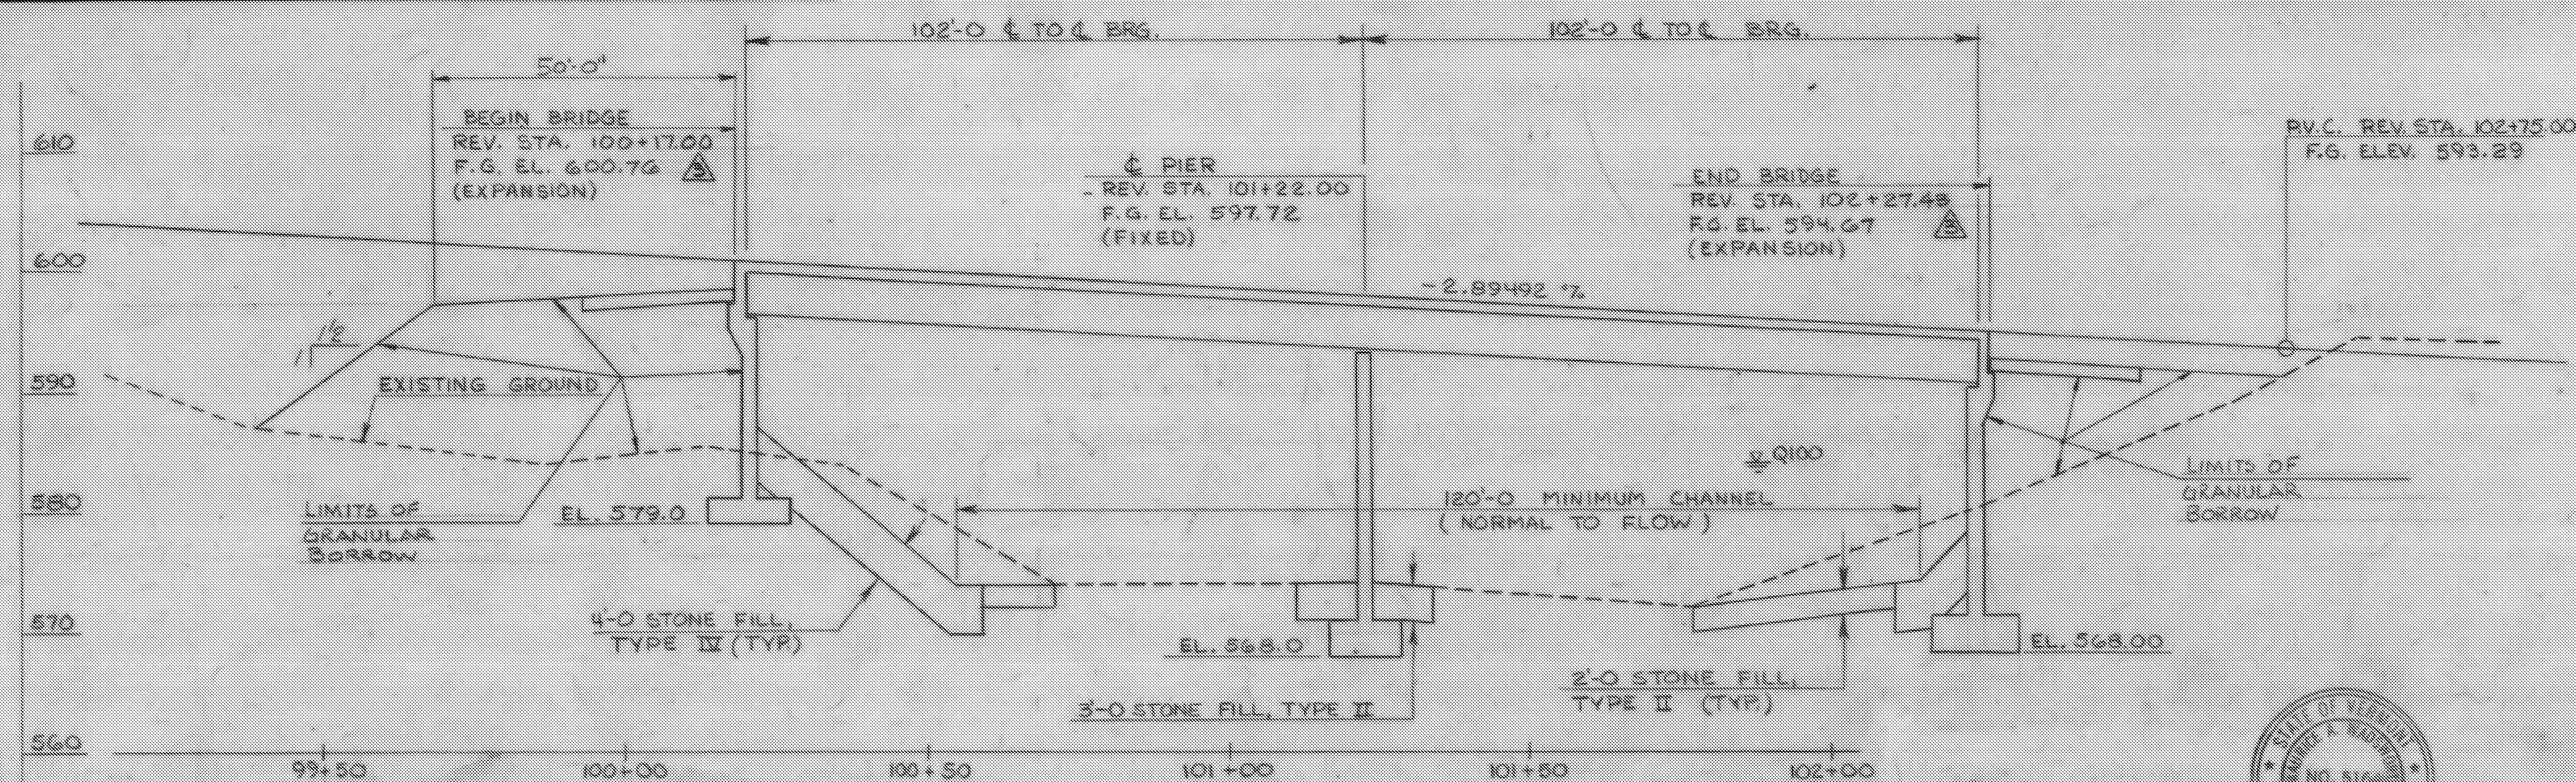 102'-0 ℄ TO ℄ BRG.
102'-0 ℄ TO ℄ BRG.
50'-0"
BEGIN BRIDGE
REV. STA. 100+17.00
F.G. EL. 600.76 3
(EXPANSION)
℄ PIER
REV. STA. 101+22.00
F.G. EL. 597.72
(FIXED)
END BRIDGE
REV. STA. 102+27.43
F.G. EL. 594.67 3
(EXPANSION)
P.V.C. REV. STA. 102+75.00
F.G. ELEV. 593.29
610
600
590
580
570
560
-2.89492 %
1 1/2
1
EXISTING GROUND
LIMITS OF
GRANULAR
BORROW
EL. 579.0
Q100
120'-0 MINIMUM CHANNEL
(NORMAL TO FLOW)
LIMITS OF
GRANULAR
BORROW
4'-0 STONE FILL,
TYPE IV (TYP.)
EL. 568.0
EL. 568.00
3'-0 STONE FILL, TYPE III
2'-0 STONE FILL,
TYPE II (TYP.)
99+50
100+00
100+50
101+00
101+50
102+00
STATE OF VERMONT
NO.